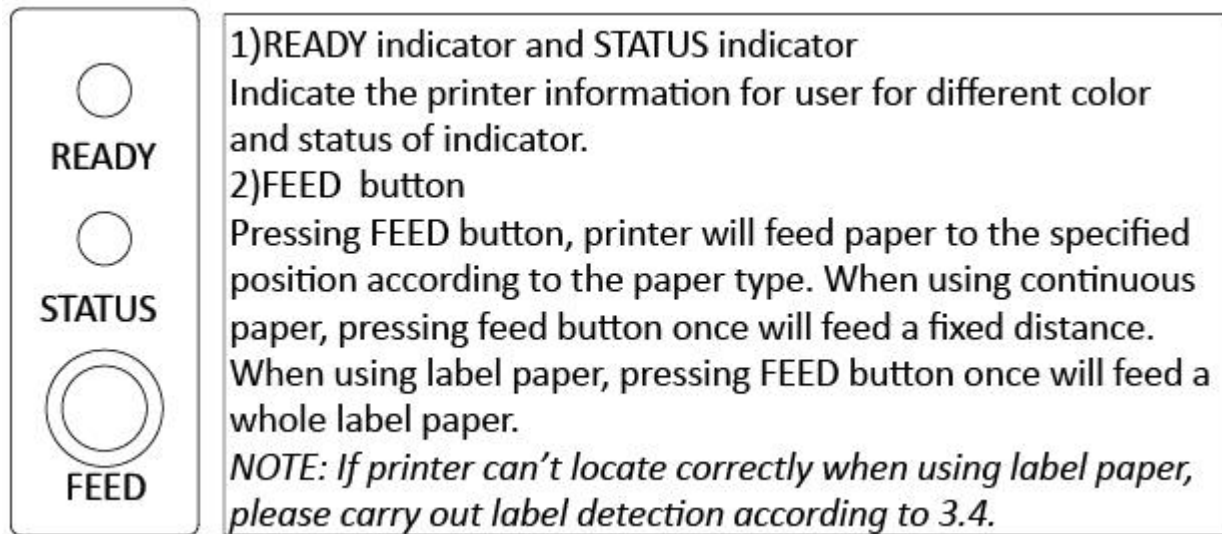 READY
STATUS
FEED
1)READY indicator and STATUS indicator
Indicate the printer information for user for different color
and status of indicator.
2)FEED button
Pressing FEED button, printer will feed paper to the specified
position according to the paper type. When using continuous
paper, pressing feed button once will feed a fixed distance.
When using label paper, pressing FEED button once will feed a
whole label paper.
NOTE: If printer can’t locate correctly when using label paper,
please carry out label detection according to 3.4.